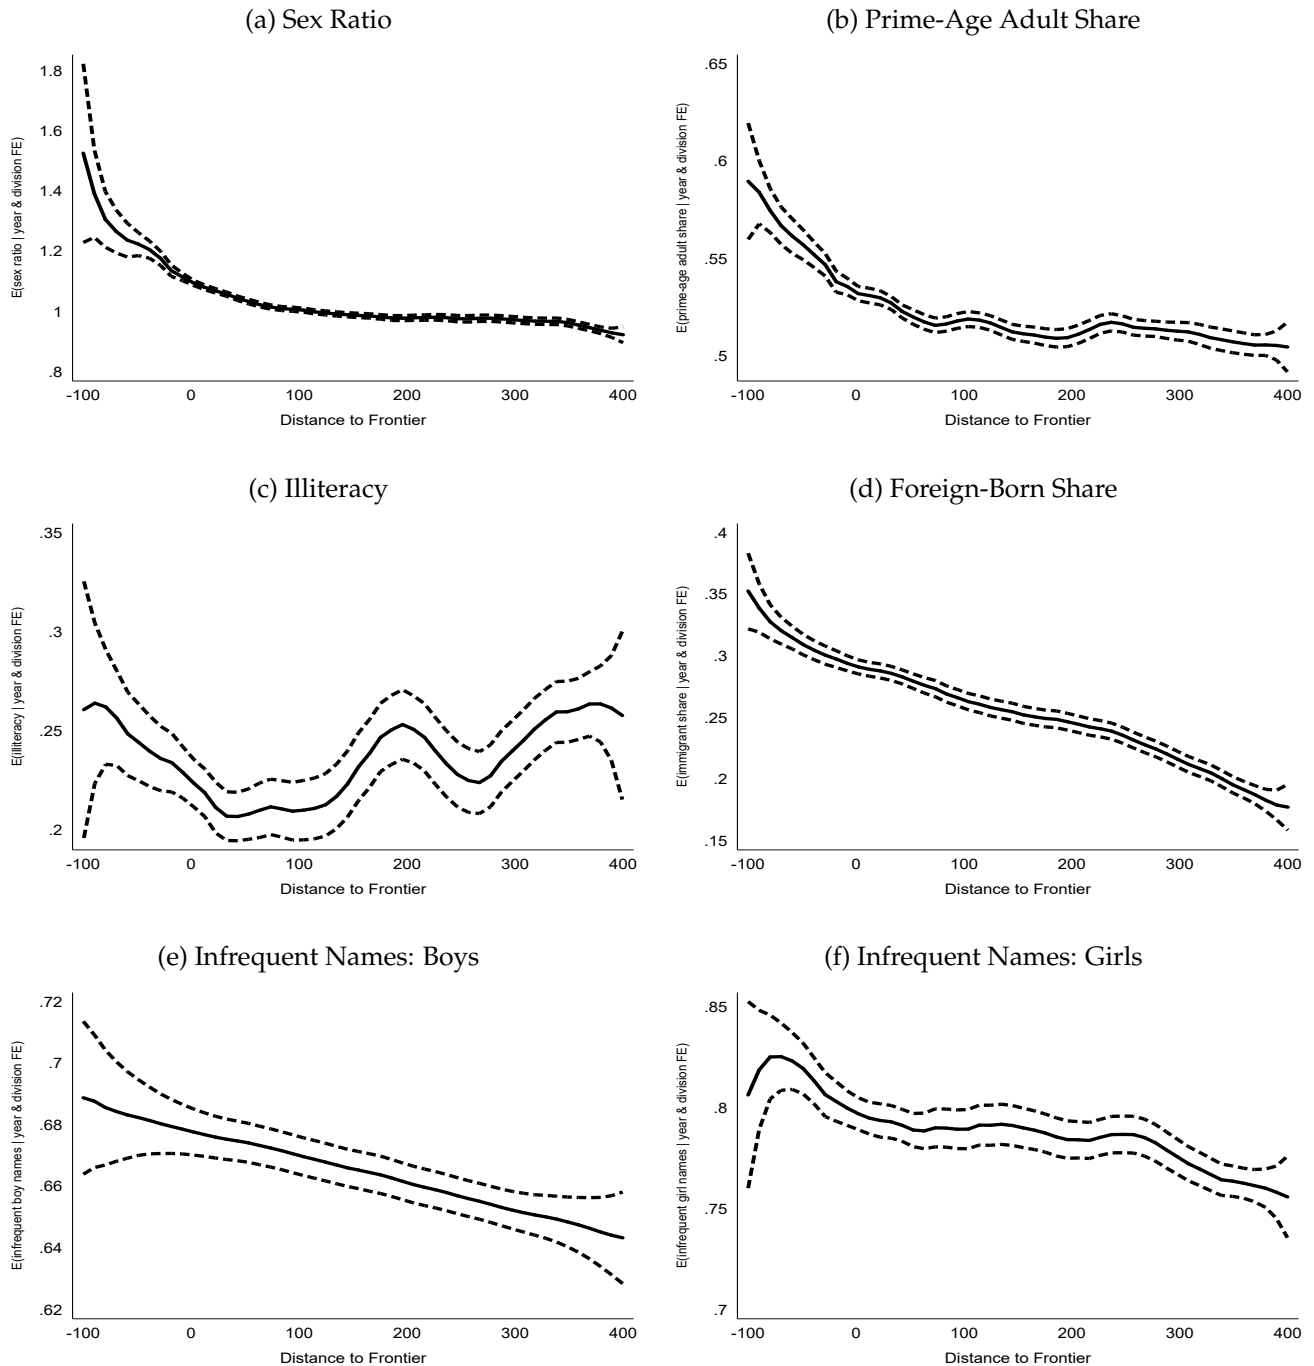 (a) Sex Ratio
E(sex ratio | year & division FE)
1.8
1.6
1.4
1.2
1
.8
-100 0 100 200 300 400
Distance to Frontier
(b) Prime-Age Adult Share
E(prime-age adult share | year & division FE)
.65
.6
.55
.5
-100 0 100 200 300 400
Distance to Frontier
(c) Illiteracy
E(illiteracy | year & division FE)
.35
.3
.25
.2
-100 0 100 200 300 400
Distance to Frontier
(d) Foreign-Born Share
E(immigrant share | year & division FE)
.4
.35
.3
.25
.2
.15
-100 0 100 200 300 400
Distance to Frontier
(e) Infrequent Names: Boys
E(infrequent boy names | year & division FE)
.72
.7
.68
.66
.64
.62
-100 0 100 200 300 400
Distance to Frontier
(f) Infrequent Names: Girls
E(infrequent girl names | year & division FE)
.85
.8
.75
.7
-100 0 100 200 300 400
Distance to Frontier